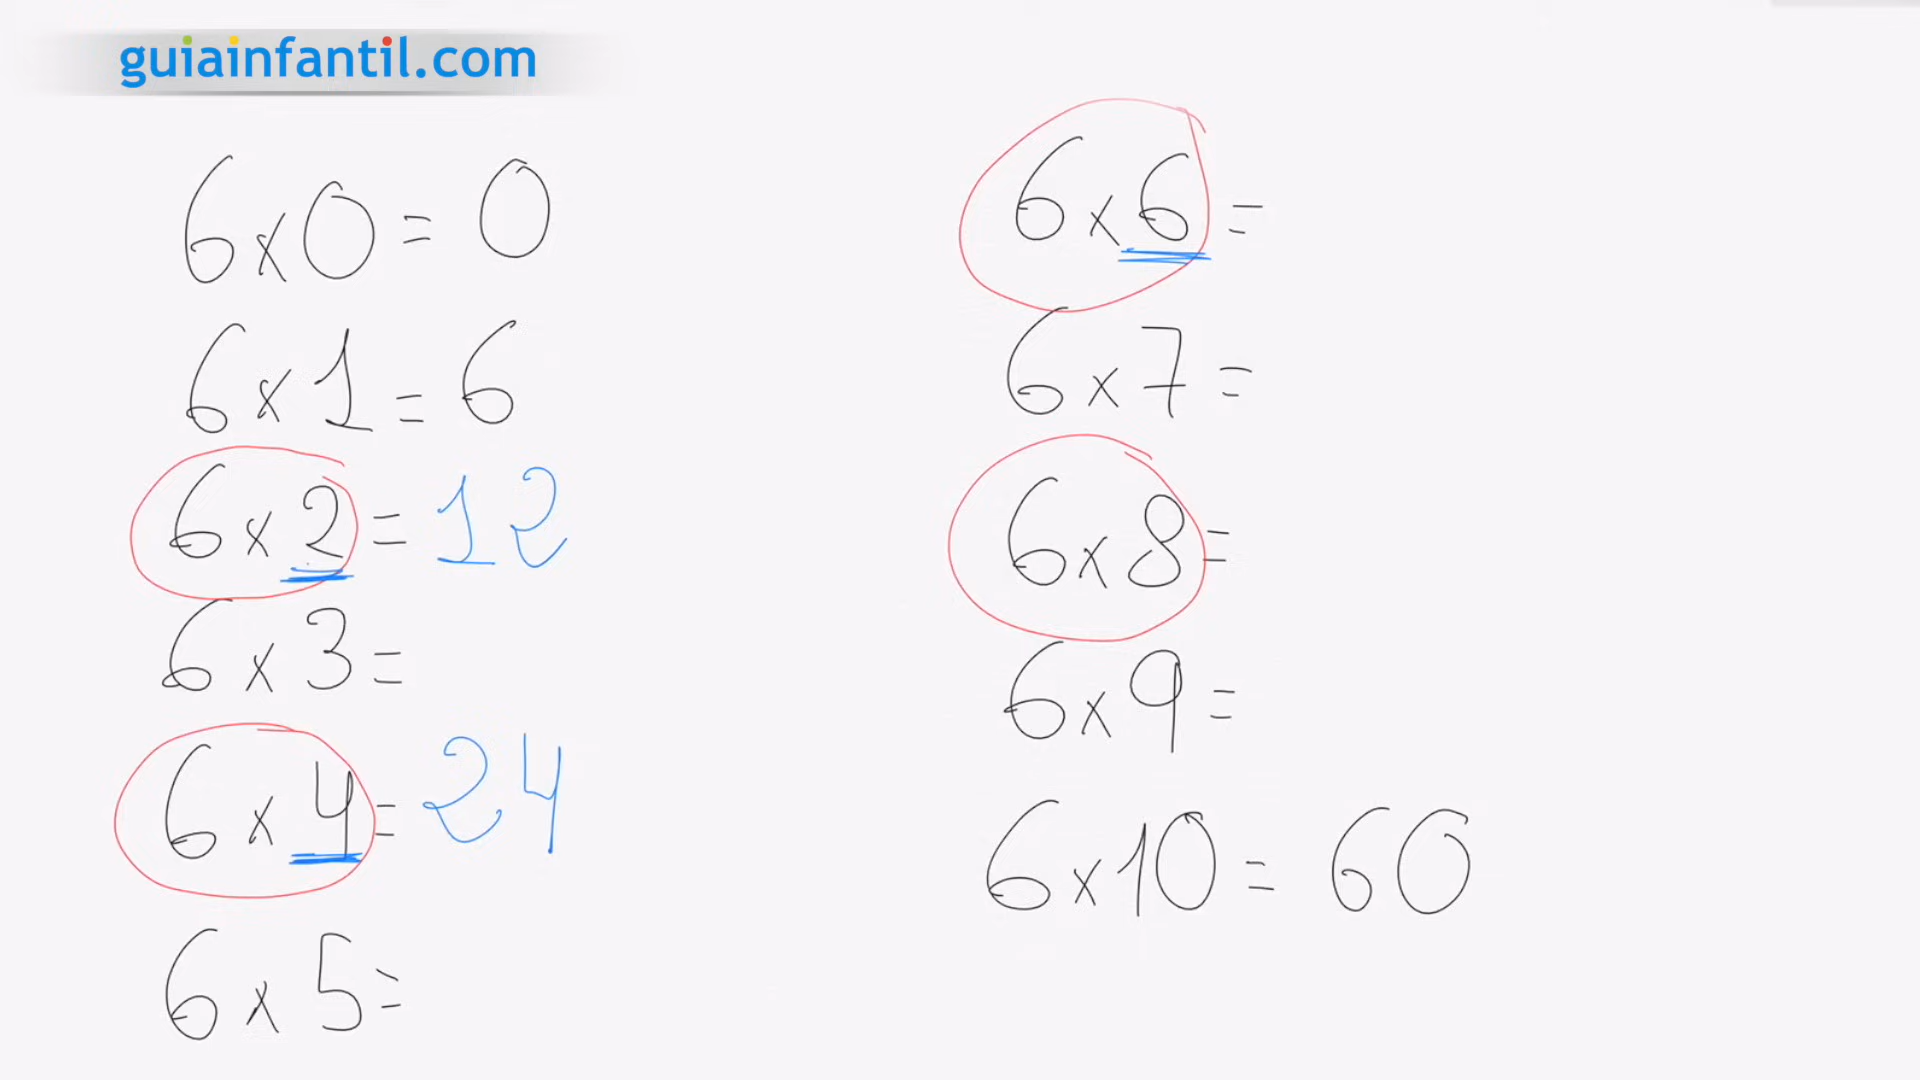 guiainfantil.com
6x0=0
6x1=6
6x2=12
6x3=
6x4=24
6x5=
6x6=
6x7=
6x8=
6x9=
6x10=60